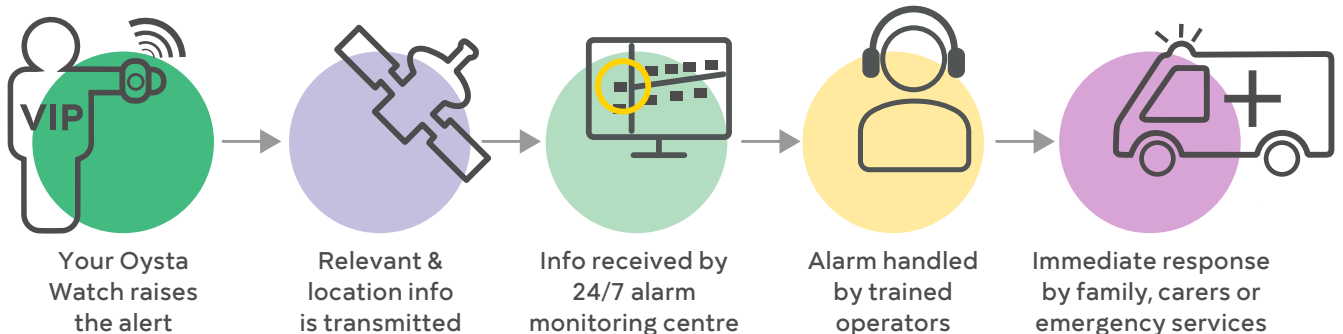 VIP
Your Oysta
Watch raises
the alert
Relevant &
location info
is transmitted
Info received by
24/7 alarm
monitoring centre
Alarm handled
by trained
operators
Immediate response
by family, carers or
emergency services